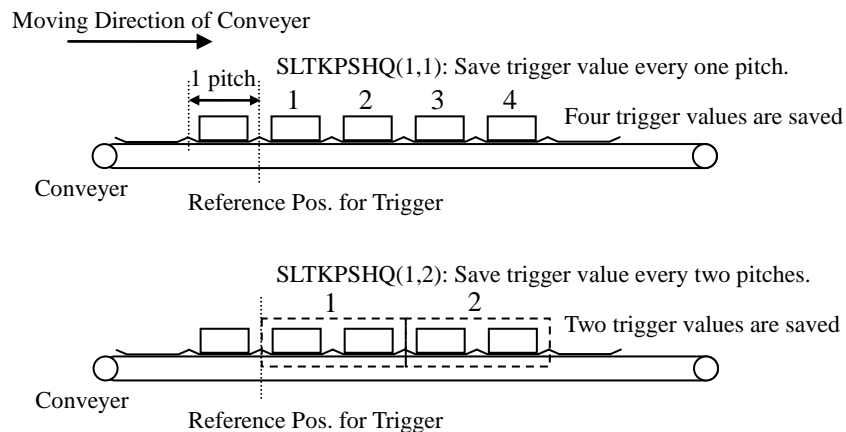 Moving Direction of Conveyer
SLTKPSHQ(1,1): Save trigger value every one pitch.
1 pitch
1 2 3 4
Four trigger values are saved
Conveyer
Reference Pos. for Trigger
SLTKPSHQ(1,2): Save trigger value every two pitches.
1 2
Two trigger values are saved
Conveyer
Reference Pos. for Trigger